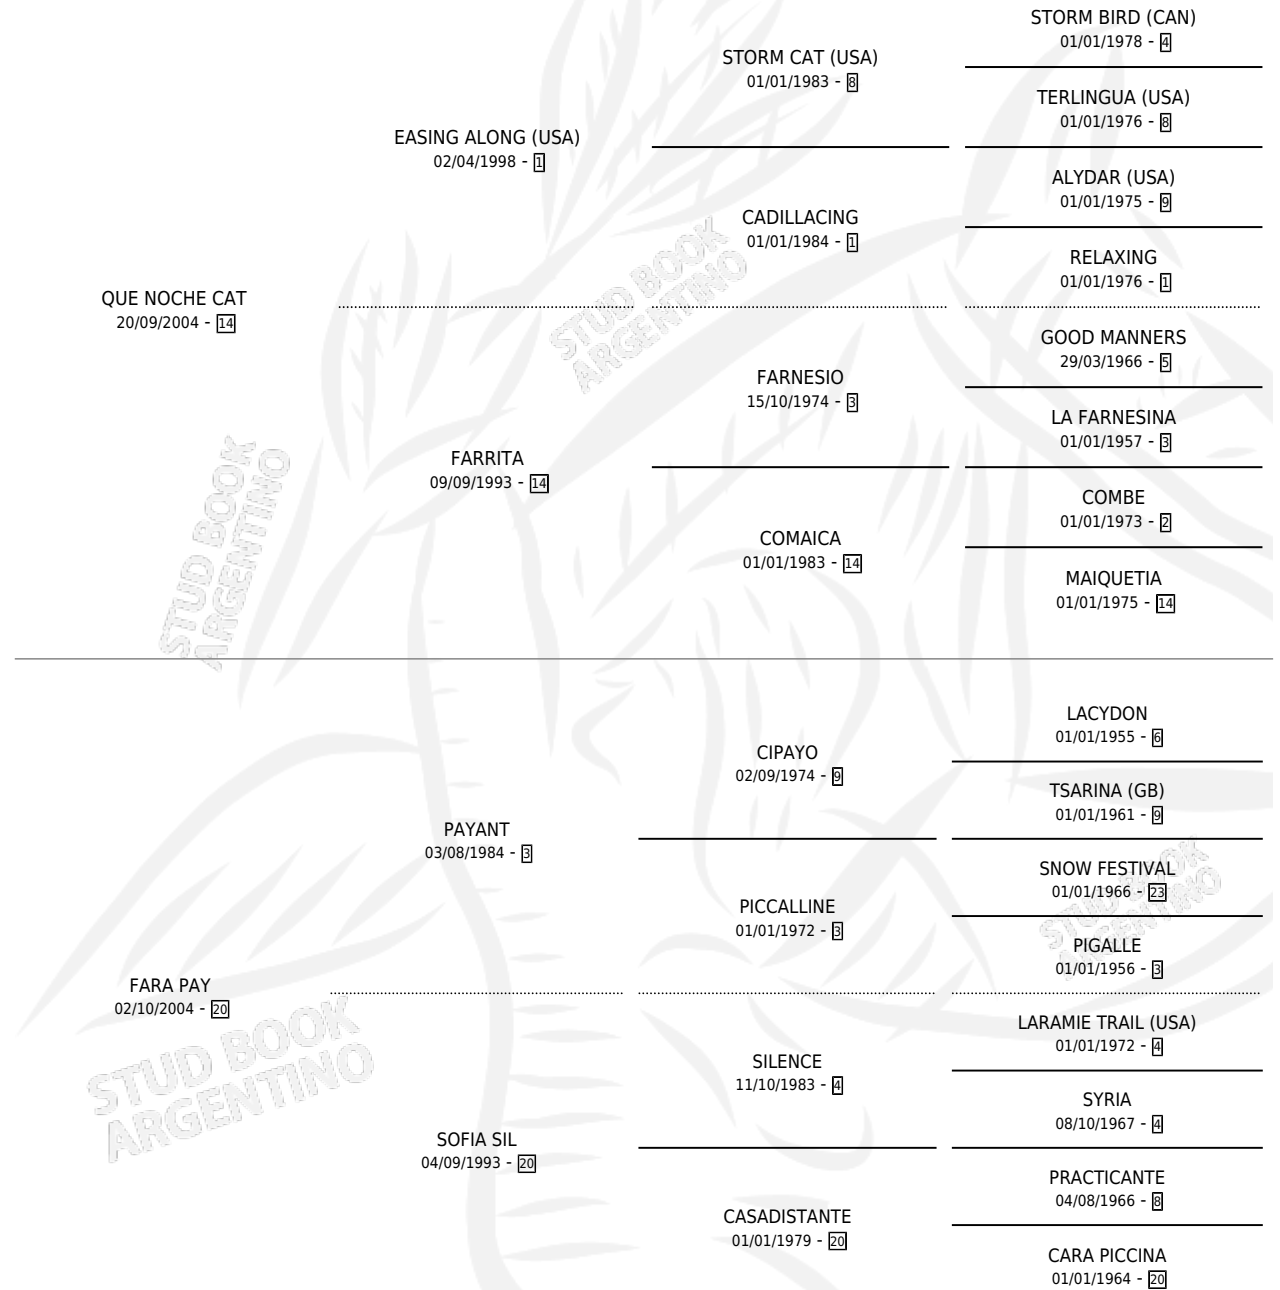 STORM BIRD (CAN)
01/01/1978 - 4
STORM CAT (USA)
01/01/1983 - 8
TERLINGUA (USA)
01/01/1976 - 8
EASING ALONG (USA)
02/04/1998 - 1
ALYDAR (USA)
01/01/1975 - 9
CADILLACING
01/01/1984 - 1
RELAXING
01/01/1976 - 1
QUE NOCHE CAT
20/09/2004 - 14
GOOD MANNERS
29/03/1966 - 5
FARNESIO
15/10/1974 - 3
LA FARNESINA
01/01/1957 - 3
FARRITA
09/09/1993 - 14
COMBE
01/01/1973 - 2
COMAICA
01/01/1983 - 14
MAIQUETIA
01/01/1975 - 14
LACYDON
01/01/1955 - 6
CIPAYO
02/09/1974 - 9
TSARINA (GB)
01/01/1961 - 9
PAYANT
03/08/1984 - 3
SNOW FESTIVAL
01/01/1966 - 23
PICCALLINE
01/01/1972 - 3
PIGALLE
01/01/1956 - 3
FARA PAY
02/10/2004 - 20
LARAMIE TRAIL (USA)
01/01/1972 - 4
SILENCE
11/10/1983 - 4
SYRIA
08/10/1967 - 4
SOFIA SIL
04/09/1993 - 20
PRACTICANTE
04/08/1966 - 8
CASADISTANTE
01/01/1979 - 20
CARA PICCINA
01/01/1964 - 20
STUD BOOK
ARGENTINO
STUD BOOK
ARGENTINO
STUD BOOK
ARGENTINO
STUD BOOK
ARGENTINO